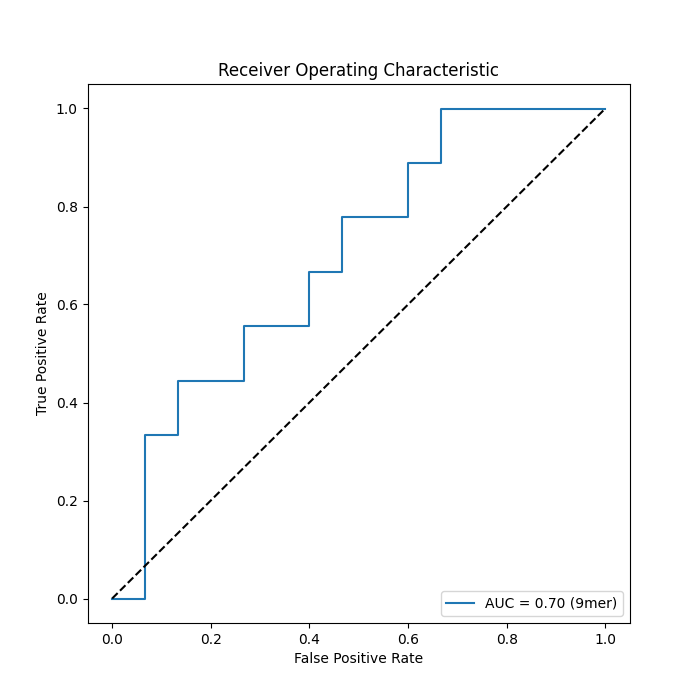 Receiver Operating Characteristic
1.0
0.8
0.6
0.4
0.2
0.0
True Positive Rate
AUC = 0.70 (9mer)
0.0 0.2 0.4 0.6 0.8 1.0
False Positive Rate